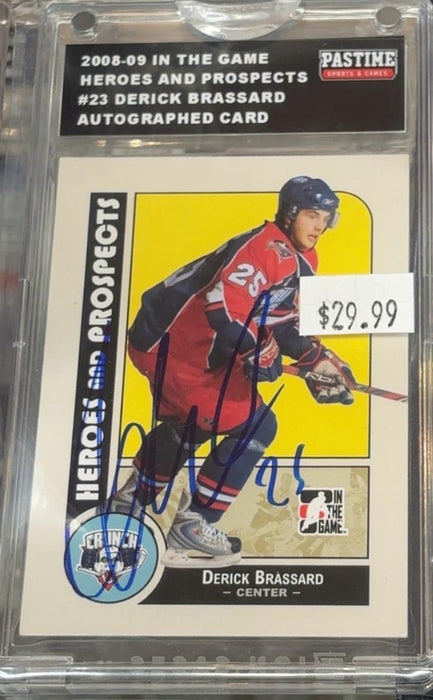 2008-09 IN THE GAME
HEROES AND PROSPECTS
#23 DERICK BRASSARD
AUTOGRAPHED CARD
PASTIME
SPORTS & GAMES
HEROES AND PROSPECTS
25
$29.99
25
IN
THE
GAME
CRUNCH
DERICK BRASSARD
– CENTER –